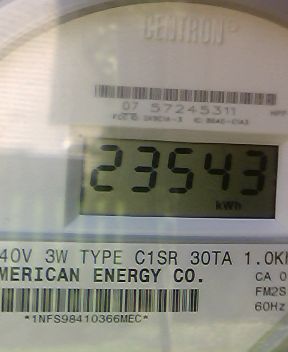 CENTRON®
07 57245311
23543
kWh
40V 3W TYPE C1SR 30TA 1.0K
MERICAN ENERGY CO.
CA 0
FM2S
60Hz
*1NFS98410366MEC*